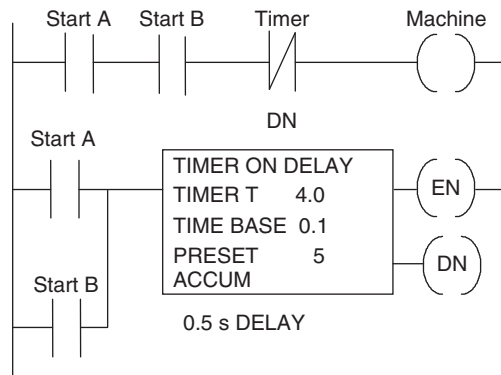 Start A Start B Timer Machine
DN
Start A
TIMER ON DELAY
TIMER T 4.0
EN
TIME BASE 0.1
PRESET 5
DN
ACCUM
Start B
0.5 s DELAY